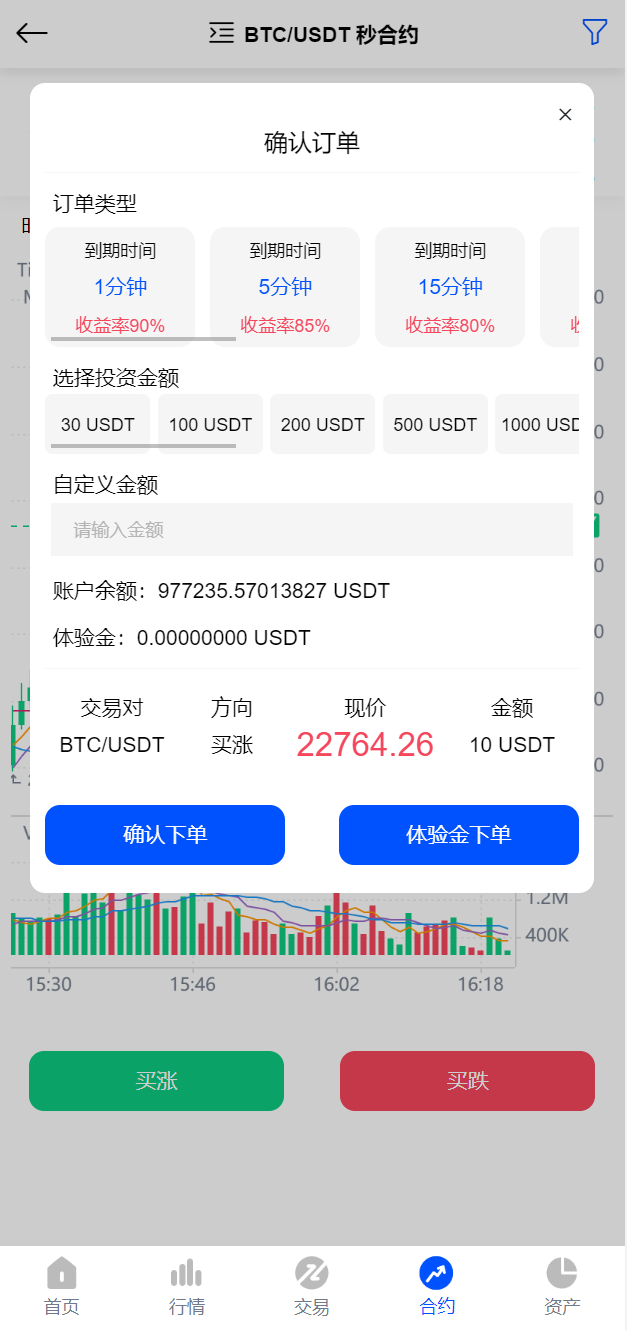 BTC/USDT 秒合约
确认订单
订单类型
到期时间 到期时间 到期时间
1分钟 5分钟 15分钟
收益率90% 收益率85% 收益率80%
选择投资金额
30 USDT 100 USDT 200 USDT 500 USDT 1000 USD
自定义金额
请输入金额
账户余额：977235.57013827 USDT
体验金：0.00000000 USDT
交易对 方向 现价 金额
BTC/USDT 买涨 22764.26 10 USDT
确认下单 体验金下单
1.2M
400K
15:30 15:46 16:02 16:18
买涨 买跌
首页 行情 交易 合约 资产